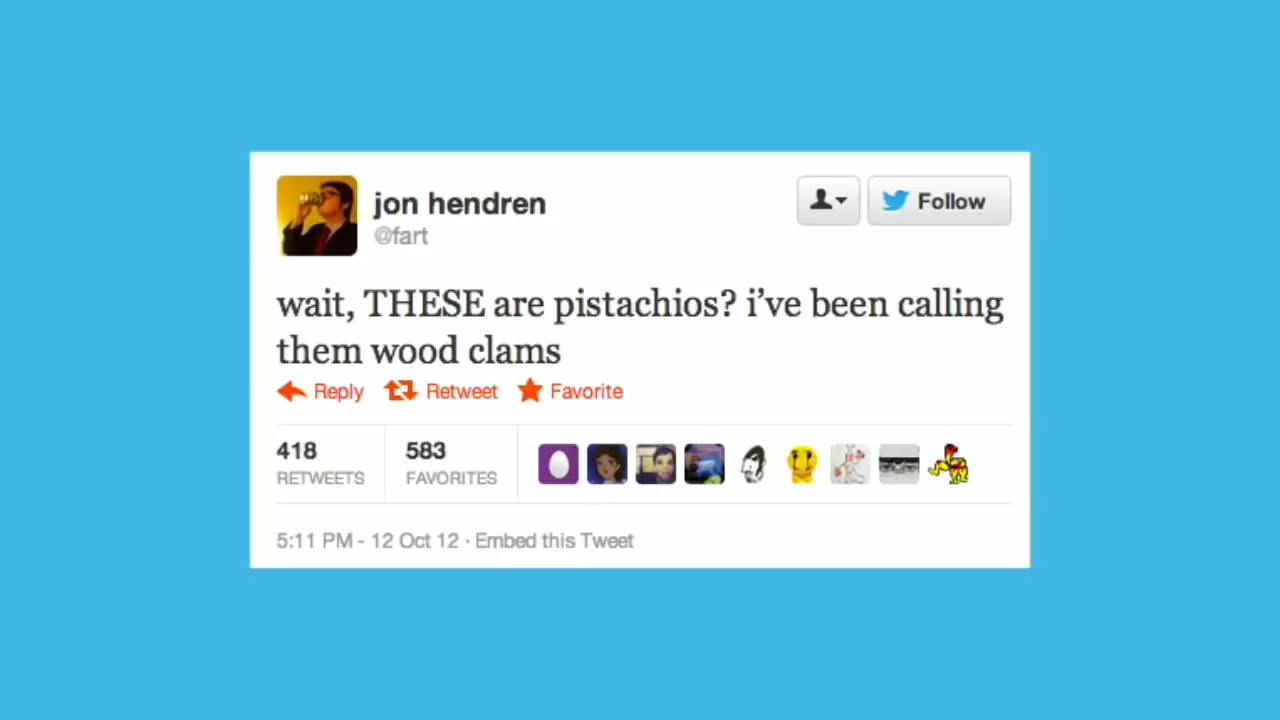 jon hendren
@fart
Follow
wait, THESE are pistachios? i’ve been calling
them wood clams
Reply Retweet Favorite
418 583
RETWEETS FAVORITES
5:11 PM - 12 Oct 12 · Embed this Tweet